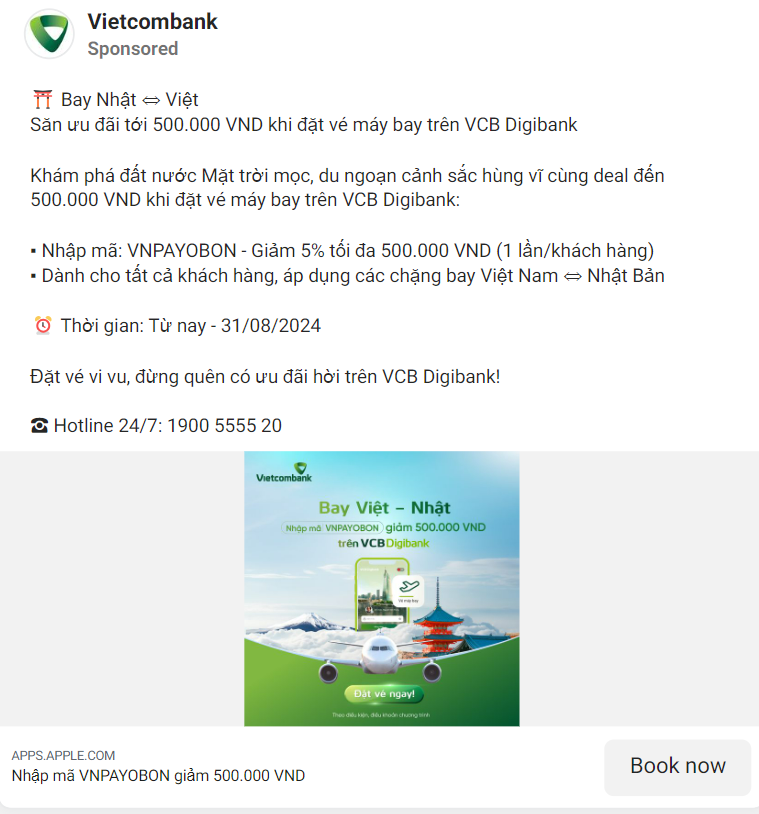 Vietcombank
Sponsored
⛩️ Bay Nhật ⇔ Việt
Săn ưu đãi tới 500.000 VND khi đặt vé máy bay trên VCB Digibank
Khám phá đất nước Mặt trời mọc, du ngoạn cảnh sắc hùng vĩ cùng deal đến
500.000 VND khi đặt vé máy bay trên VCB Digibank:
▪ Nhập mã: VNPAYOBON - Giảm 5% tối đa 500.000 VND (1 lần/khách hàng)
▪ Dành cho tất cả khách hàng, áp dụng các chặng bay Việt Nam ⇔ Nhật Bản
⏰ Thời gian: Từ nay - 31/08/2024
Đặt vé vi vu, đừng quên có ưu đãi hời trên VCB Digibank!
☎ Hotline 24/7: 1900 5555 20
Vietcombank
Bay Việt – Nhật
Nhập mã: VNPAYOBON giảm 500.000 VND
trên VCB Digibank
Vé máy bay
Đặt vé ngay!
Theo điều kiện, điều khoản chương trình
APPS.APPLE.COM
Nhập mã VNPAYOBON giảm 500.000 VND
Book now